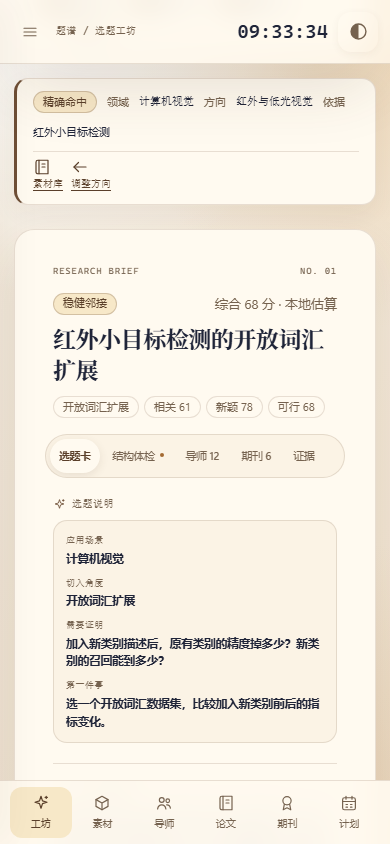 题谱 / 选题工坊
09:33:34
精确命中 领域 计算机视觉 方向 红外与低光视觉 依据
红外小目标检测
素材库 调整方向
RESEARCH BRIEF NO. 01
稳健邻接 综合 68 分 · 本地估算
红外小目标检测的开放词汇
扩展
开放词汇扩展 相关 61 新颖 78 可行 68
选题卡 结构体检 导师 12 期刊 6 证据
选题说明
应用场景
计算机视觉
切入角度
开放词汇扩展
需要证明
加入新类别描述后，原有类别的精度掉多少？新类
别的召回能到多少？
第一件事
选一个开放词汇数据集，比较加入新类别前后的指
标变化。
工坊 素材 导师 论文 期刊 计划